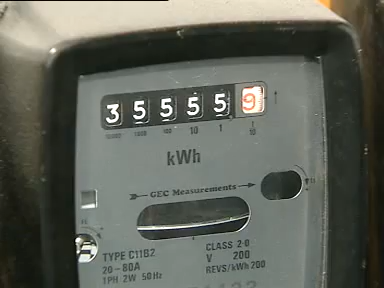 355559
10000 1000 100 10 1 1/10
kWh
GEC Measurements
TYPE C11B2
20-80A
1PH 2W 50Hz
CLASS 2·0
V 200
REVS/kWh 200